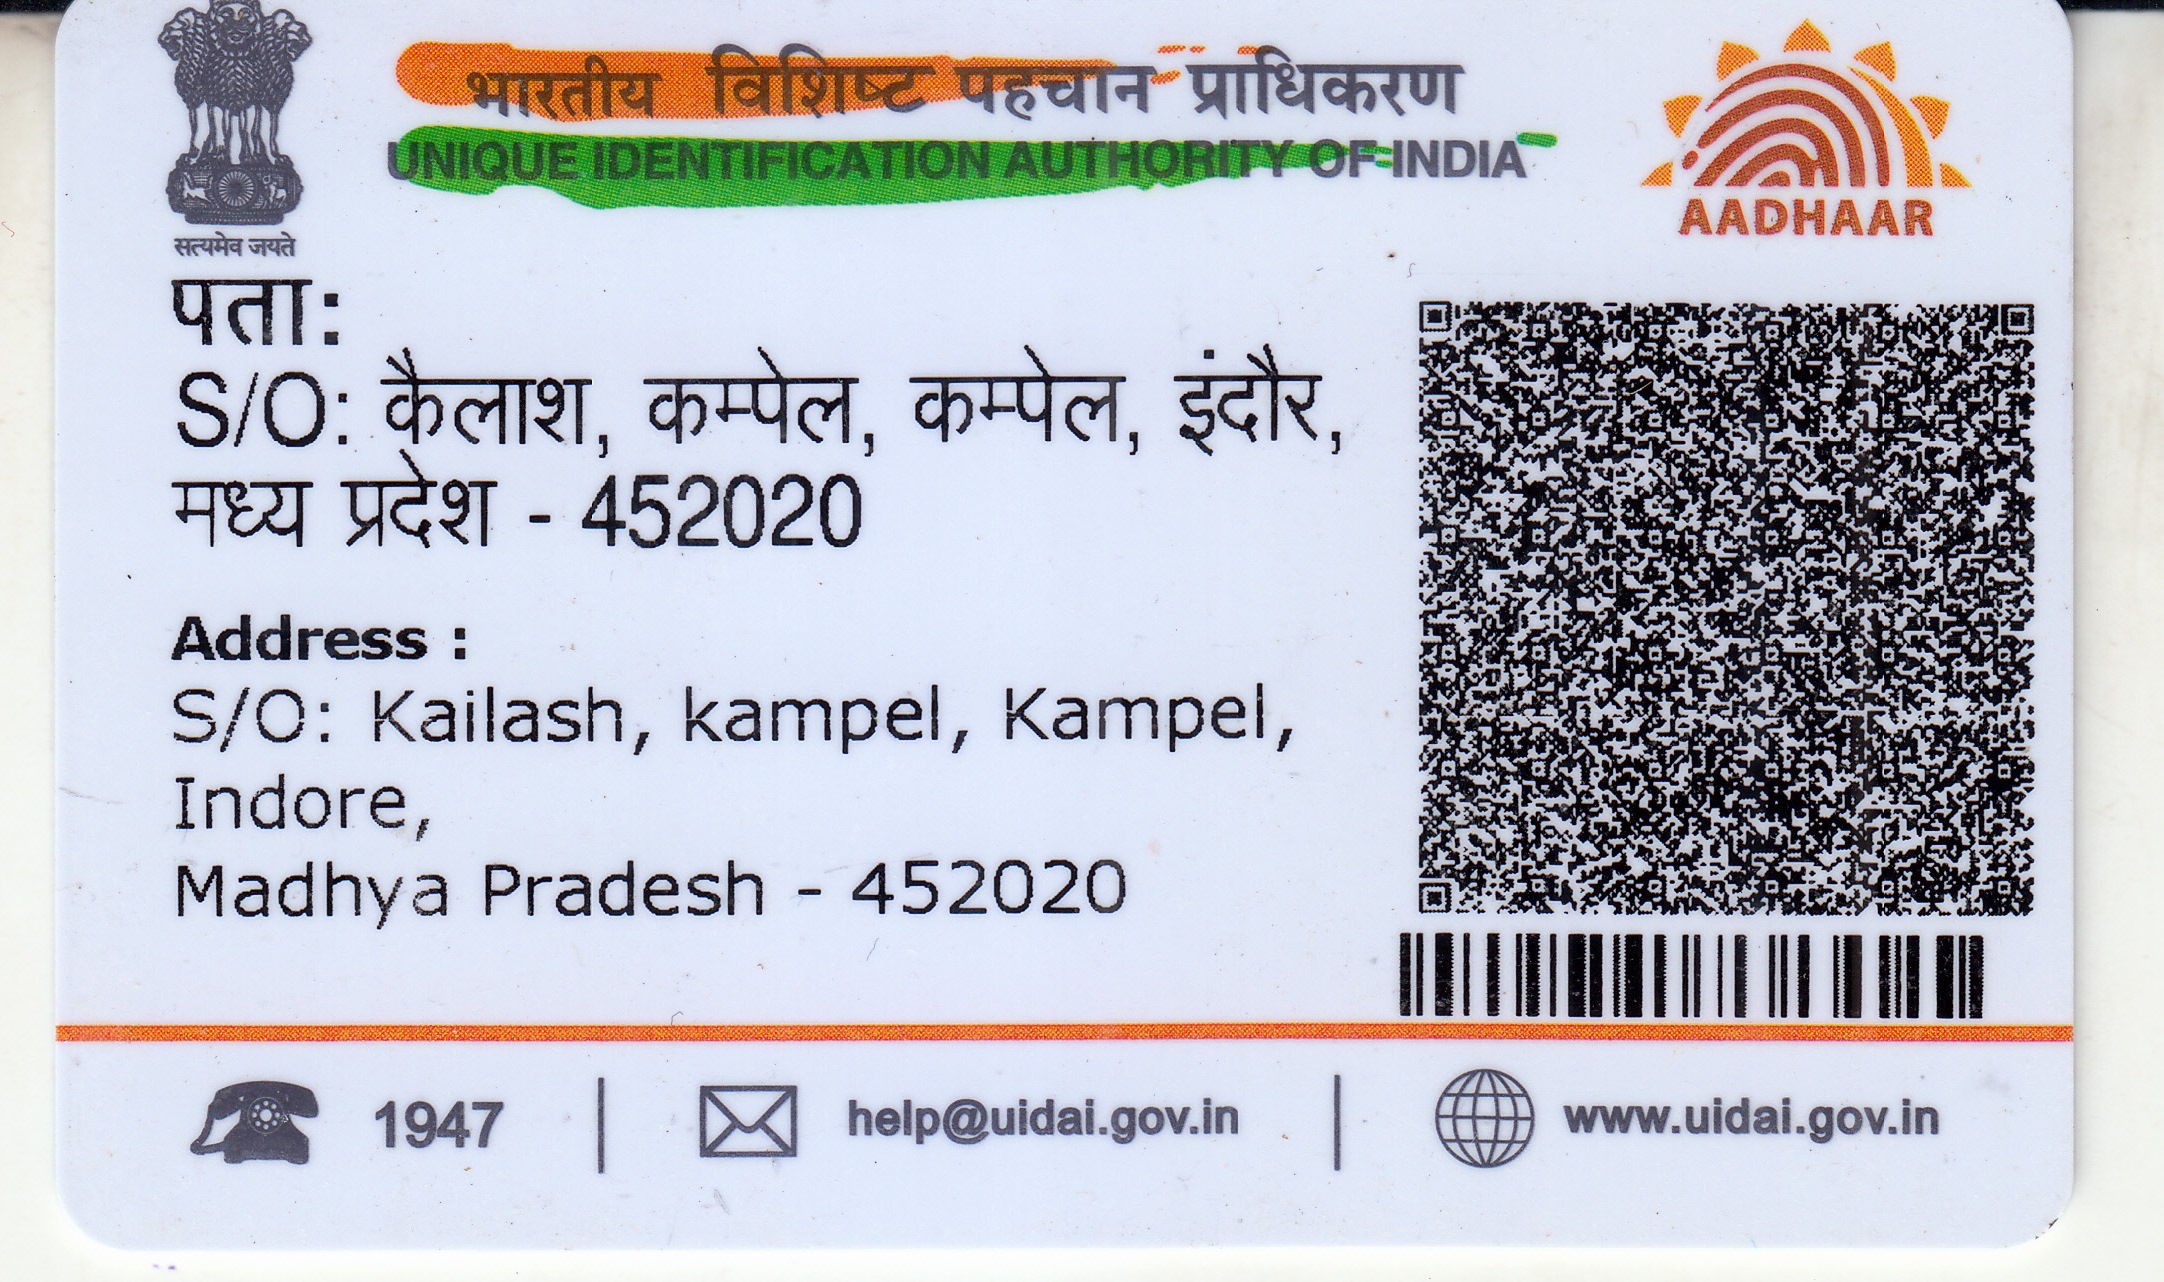 भारतीय विशिष्ट पहचान प्राधिकरण
UNIQUE IDENTIFICATION AUTHORITY OF INDIA
AADHAAR
सत्यमेव जयते
पता:
S/O: कैलाश, कम्पेल, कम्पेल, इंदौर,
मध्य प्रदेश - 452020
Address :
S/O: Kailash, kampel, Kampel,
Indore,
Madhya Pradesh - 452020
1947
help@uidai.gov.in
www.uidai.gov.in